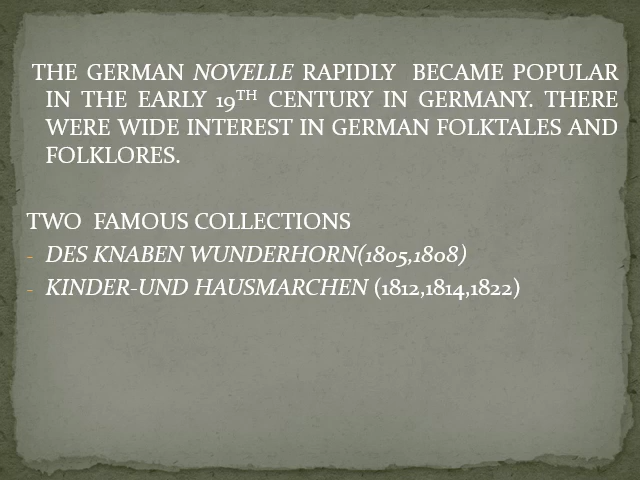 THE GERMAN NOVELLE RAPIDLY BECAME POPULAR
IN THE EARLY 19TH CENTURY IN GERMANY. THERE
WERE WIDE INTEREST IN GERMAN FOLKTALES AND
FOLKLORES.
TWO FAMOUS COLLECTIONS
- DES KNABEN WUNDERHORN(1805,1808)
- KINDER-UND HAUSMARCHEN (1812,1814,1822)